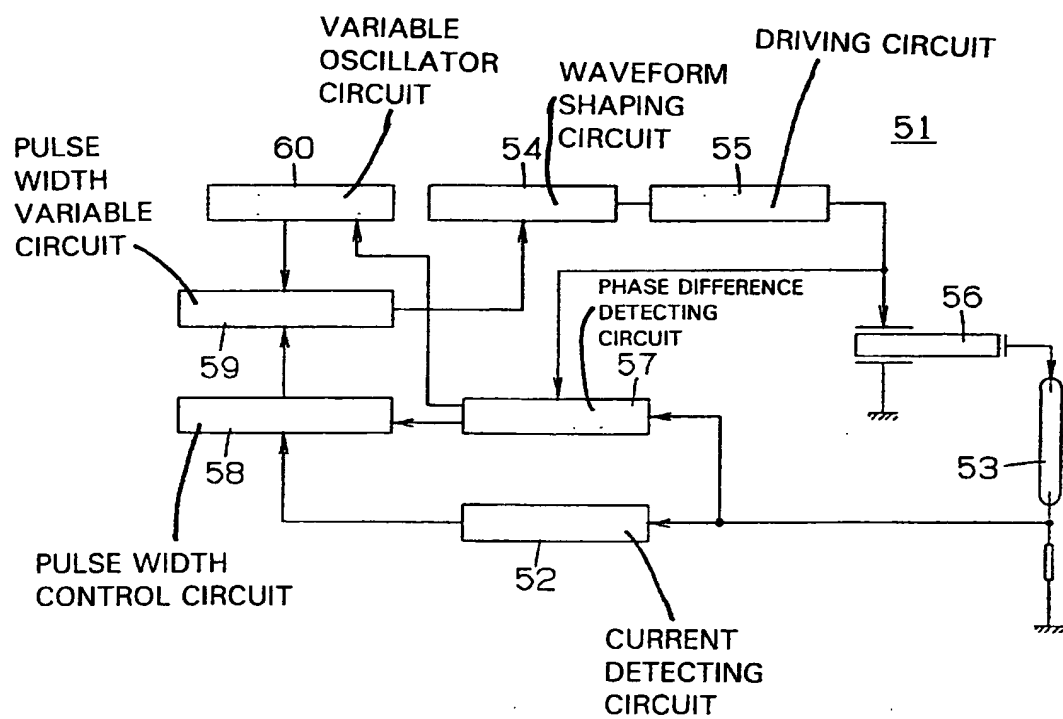 VARIABLE
OSCILLATOR
CIRCUIT
DRIVING CIRCUIT
WAVEFORM
SHAPING
CIRCUIT
51
PULSE
WIDTH
VARIABLE
CIRCUIT
60
54
55
PHASE DIFFERENCE
DETECTING
CIRCUIT
56
59
57
58
53
PULSE WIDTH
CONTROL CIRCUIT
52
CURRENT
DETECTING
CIRCUIT